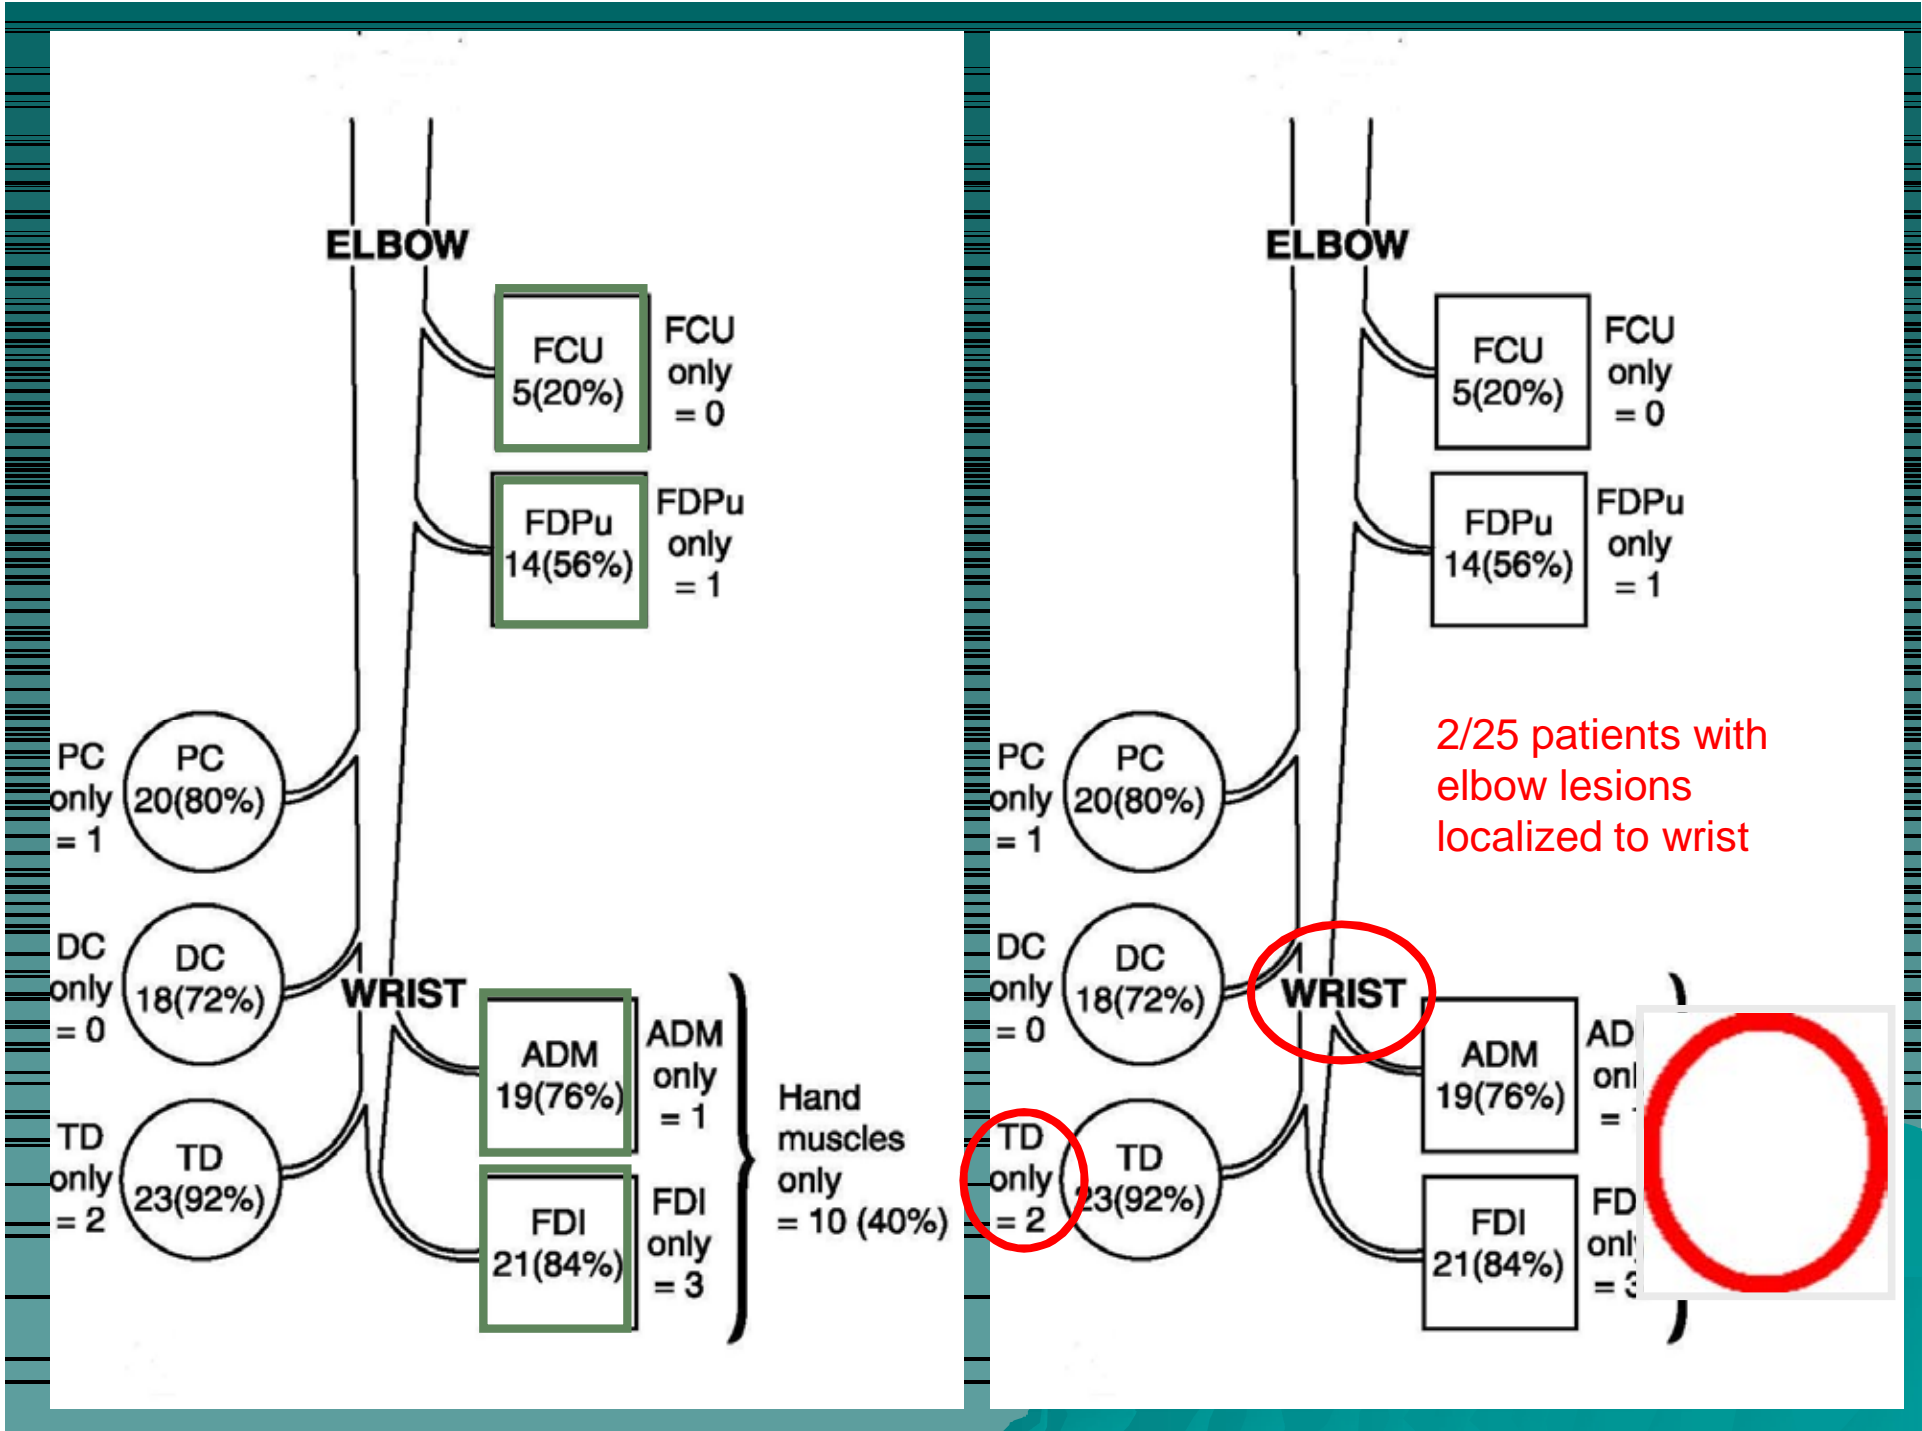 ELBOW
FCU
5(20%)
FCU
only
= 0
FDPu
14(56%)
FDPu
only
= 1
PC
only
= 1
PC
20(80%)
DC
only
= 0
DC
18(72%)
WRIST
ADM
19(76%)
ADM
only
= 1
TD
only
= 2
TD
23(92%)
FDI
21(84%)
FDI
only
= 3
Hand
muscles
only
= 10 (40%)
ELBOW
FCU
5(20%)
FCU
only
= 0
FDPu
14(56%)
FDPu
only
= 1
2/25 patients with
elbow lesions
localized to wrist
PC
only
= 1
PC
20(80%)
DC
only
= 0
DC
18(72%)
WRIST
ADM
19(76%)
TD
only
= 2
TD
23(92%)
FDI
21(84%)
only
= 3